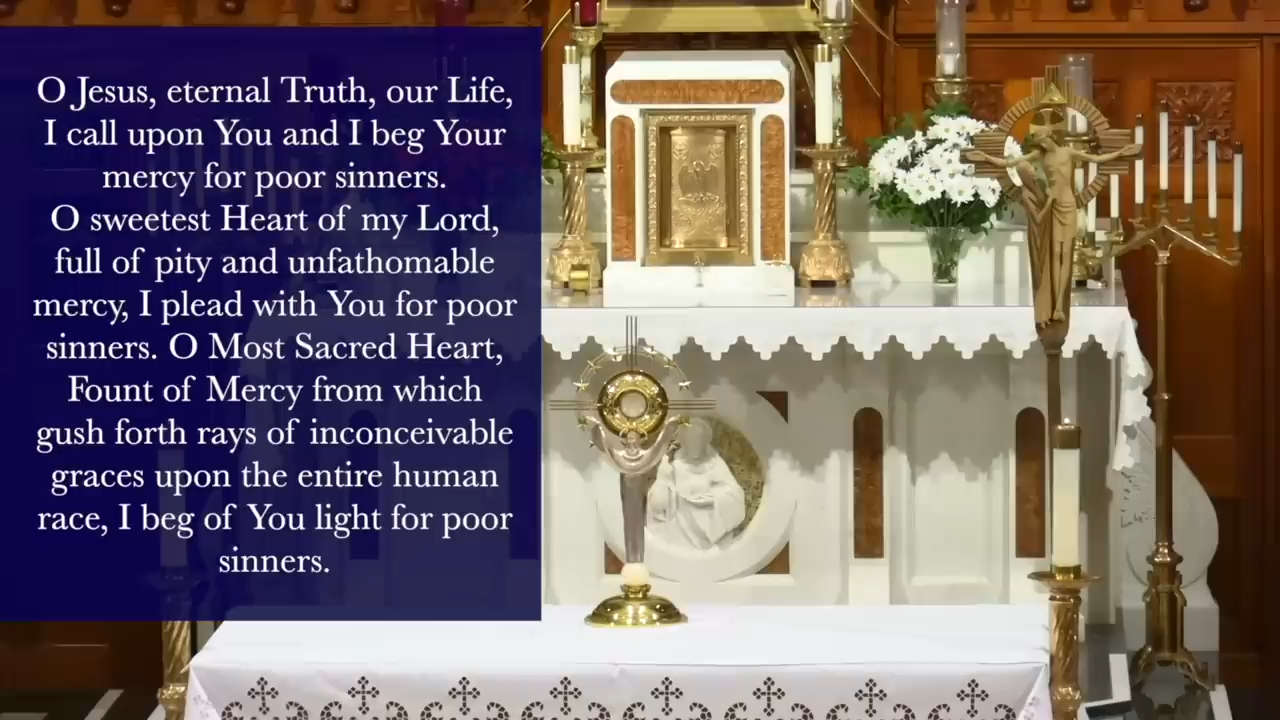 O Jesus, eternal Truth, our Life,
I call upon You and I beg Your
mercy for poor sinners.
O sweetest Heart of my Lord,
full of pity and unfathomable
mercy, I plead with You for poor
sinners. O Most Sacred Heart,
Fount of Mercy from which
gush forth rays of inconceivable
graces upon the entire human
race, I beg of You light for poor
sinners.